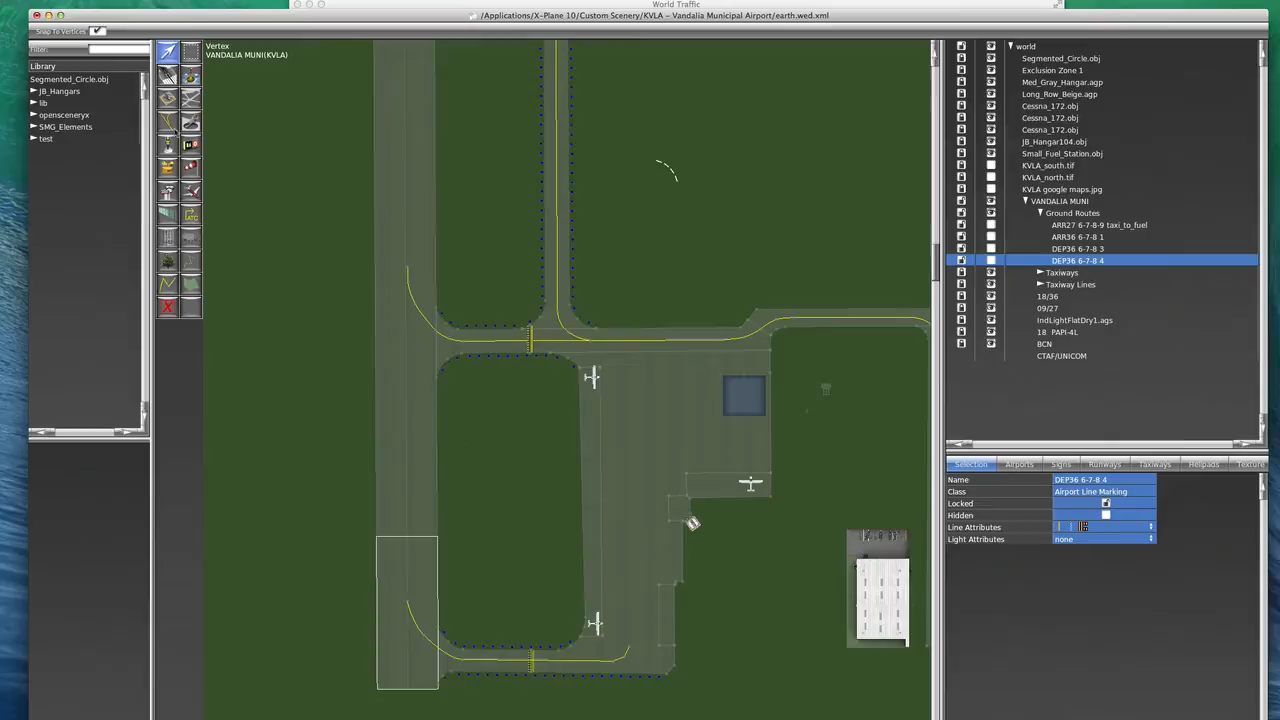 World Traffic
/Applications/X-Plane 10/Custom Scenery/KVLA - Vandalia Municipal Airport/earth.wed.xml
Snap To Vertices
Filter:
Library
Segmented_Circle.obj
JB_Hangars
lib
opensceneryx
SMG_Elements
test
Vertex
VANDALIA MUNI(KVLA)
ATC
world
Segmented_Circle.obj
Exclusion Zone 1
Med_Gray_Hangar.agp
Long_Row_Beige.agp
Cessna_172.obj
Cessna_172.obj
Cessna_172.obj
JB_Hangar104.obj
Small_Fuel_Station.obj
KVLA_south.tif
KVLA_north.tif
KVLA google maps.jpg
VANDALIA MUNI
Ground Routes
ARR27 6-7-8-9 taxi_to_fuel
ARR36 6-7-8 1
DEP36 6-7-8 3
DEP36 6-7-8 4
Taxiways
Taxiway Lines
18/36
09/27
IndLightFlatDry1.ags
18 PAPI-4L
BCN
CTAF/UNICOM
Selection Airports Signs Runways Taxiways Helipads Texture
Name DEP36 6-7-8 4
Class Airport Line Marking
Locked
Hidden
Line Attributes
Light Attributes none